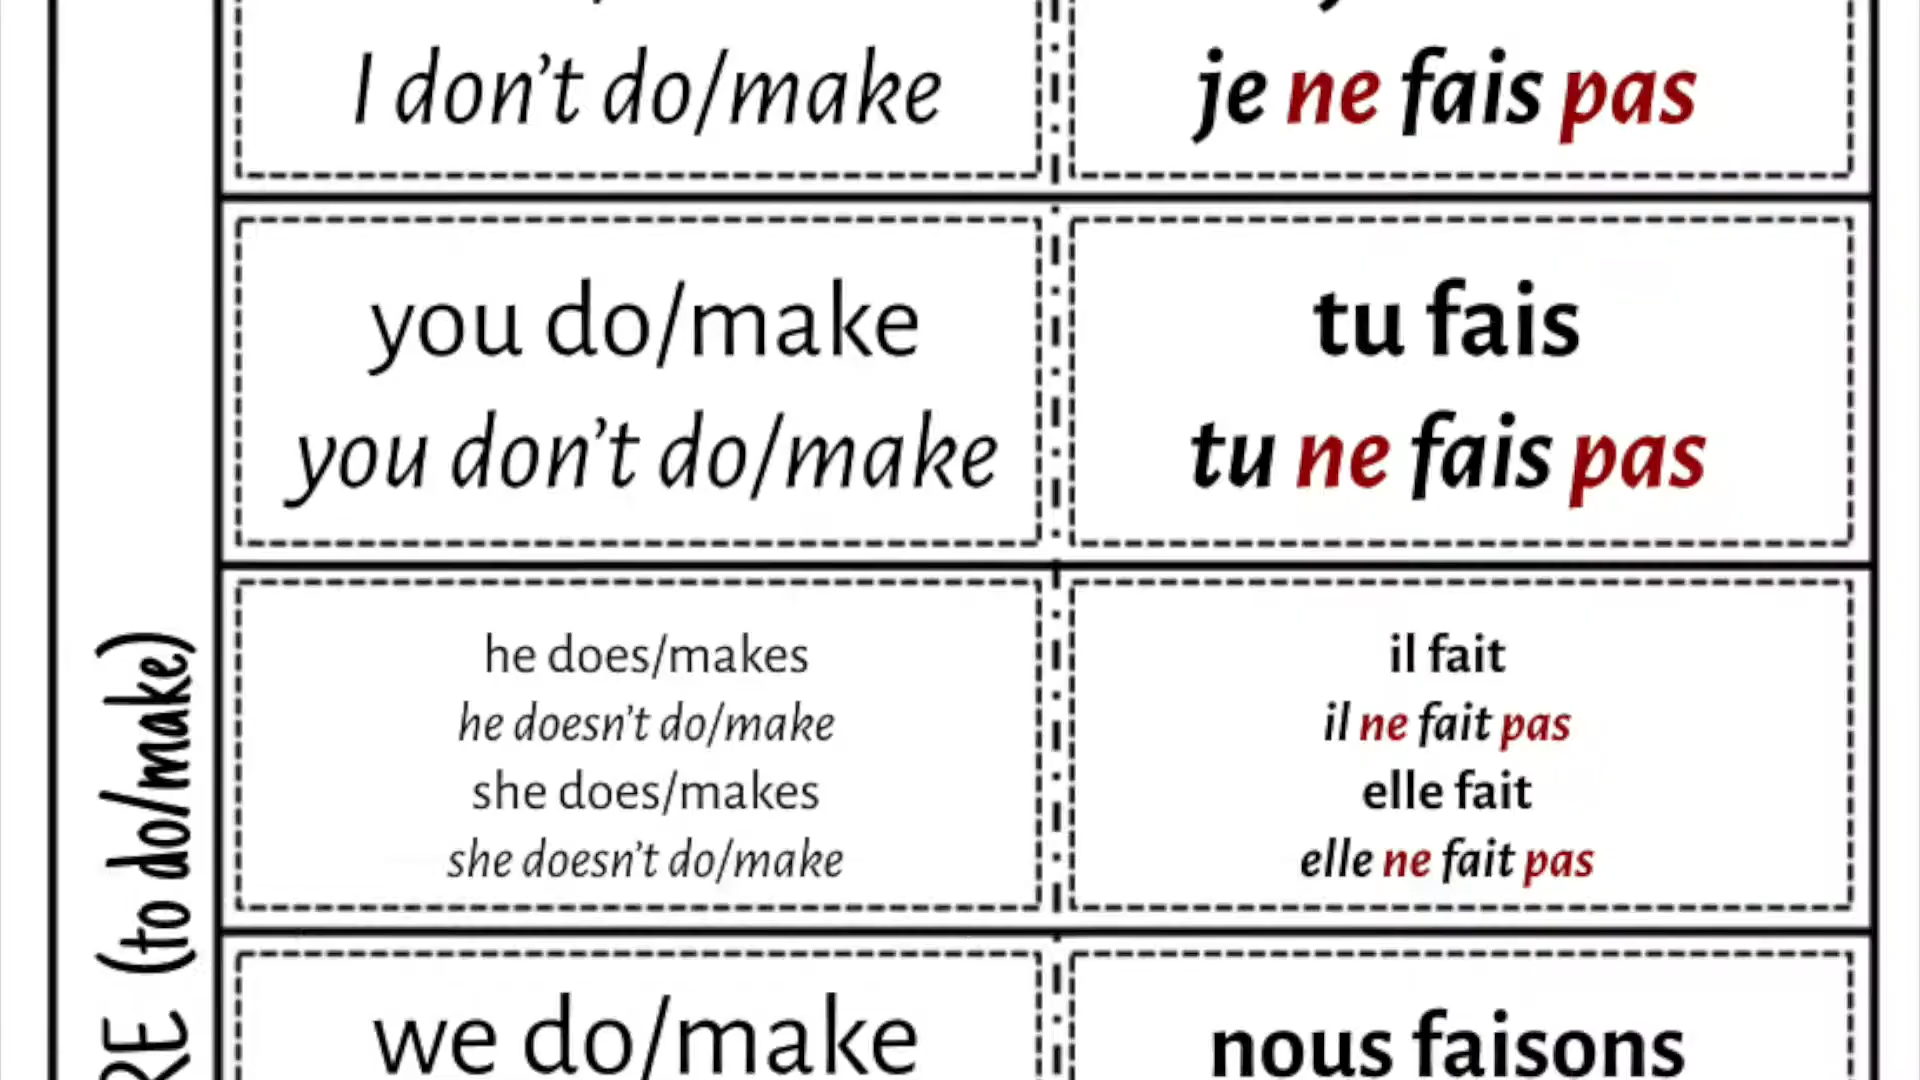 I don't do/make
je ne fais pas
you do/make
you don't do/make
tu fais
tu ne fais pas
he does/makes
he doesn't do/make
she does/makes
she doesn't do/make
il fait
il ne fait pas
elle fait
elle ne fait pas
we do/make
nous faisons
RE (to do/make)